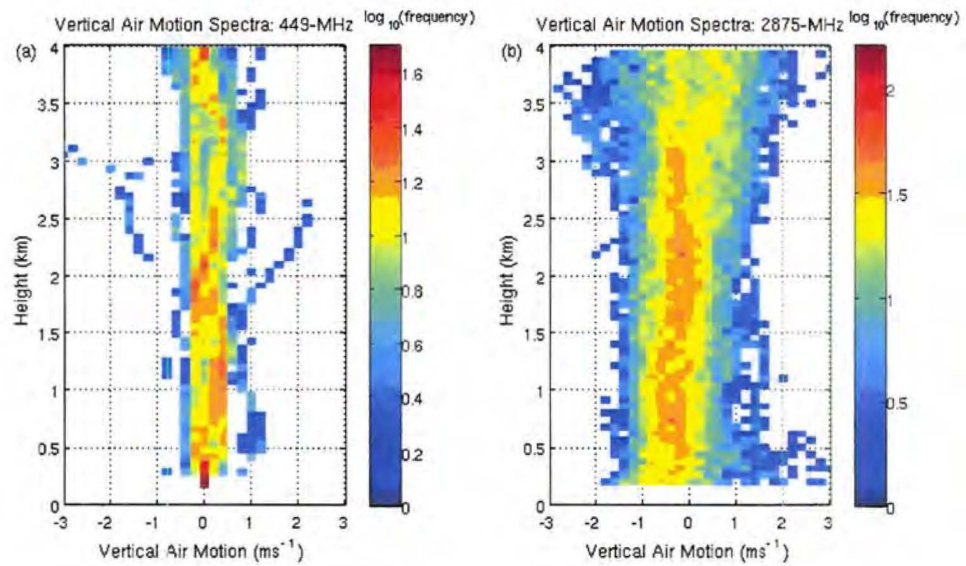 Vertical Air Motion Spectra: 449-MHz
log 10(frequency)
(a)
4
3.5
3
2.5
2
1.5
1
0.5
0
Height (km)
-3 -2 -1 0 1 2 3
Vertical Air Motion (ms-1)
1.6
1.4
1.2
1
0.8
0.6
0.4
0.2
0
Vertical Air Motion Spectra: 2875-MHz
log 10(frequency)
(b)
4
3.5
3
2.5
2
1.5
1
0.5
0
Height (km)
-3 -2 -1 0 1 2 3
Vertical Air Motion (ms-1)
2
1.5
1
0.5
0